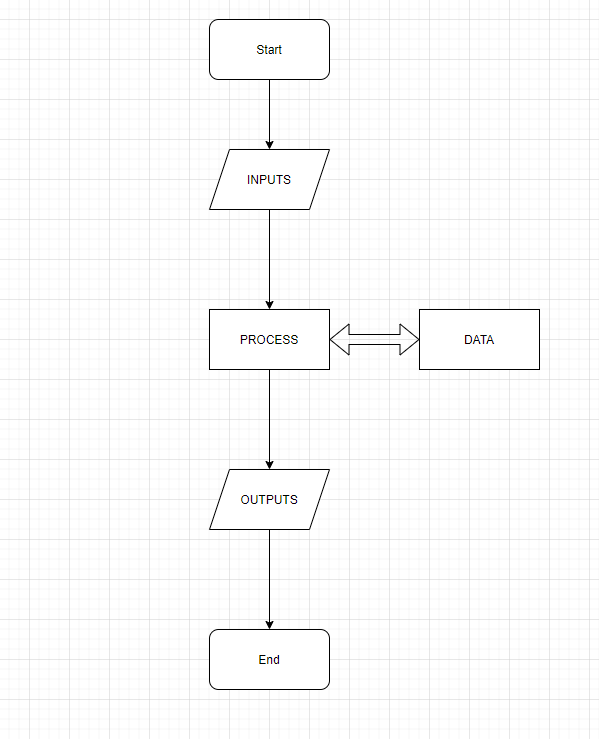 Start
INPUTS
PROCESS
DATA
OUTPUTS
End